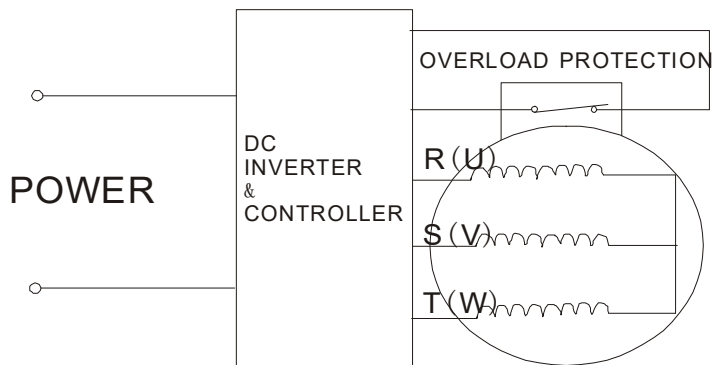 OVERLOAD PROTECTION
DC
INVERTER
&
CONTROLLER
POWER
R(U)
S(V)
T(W)